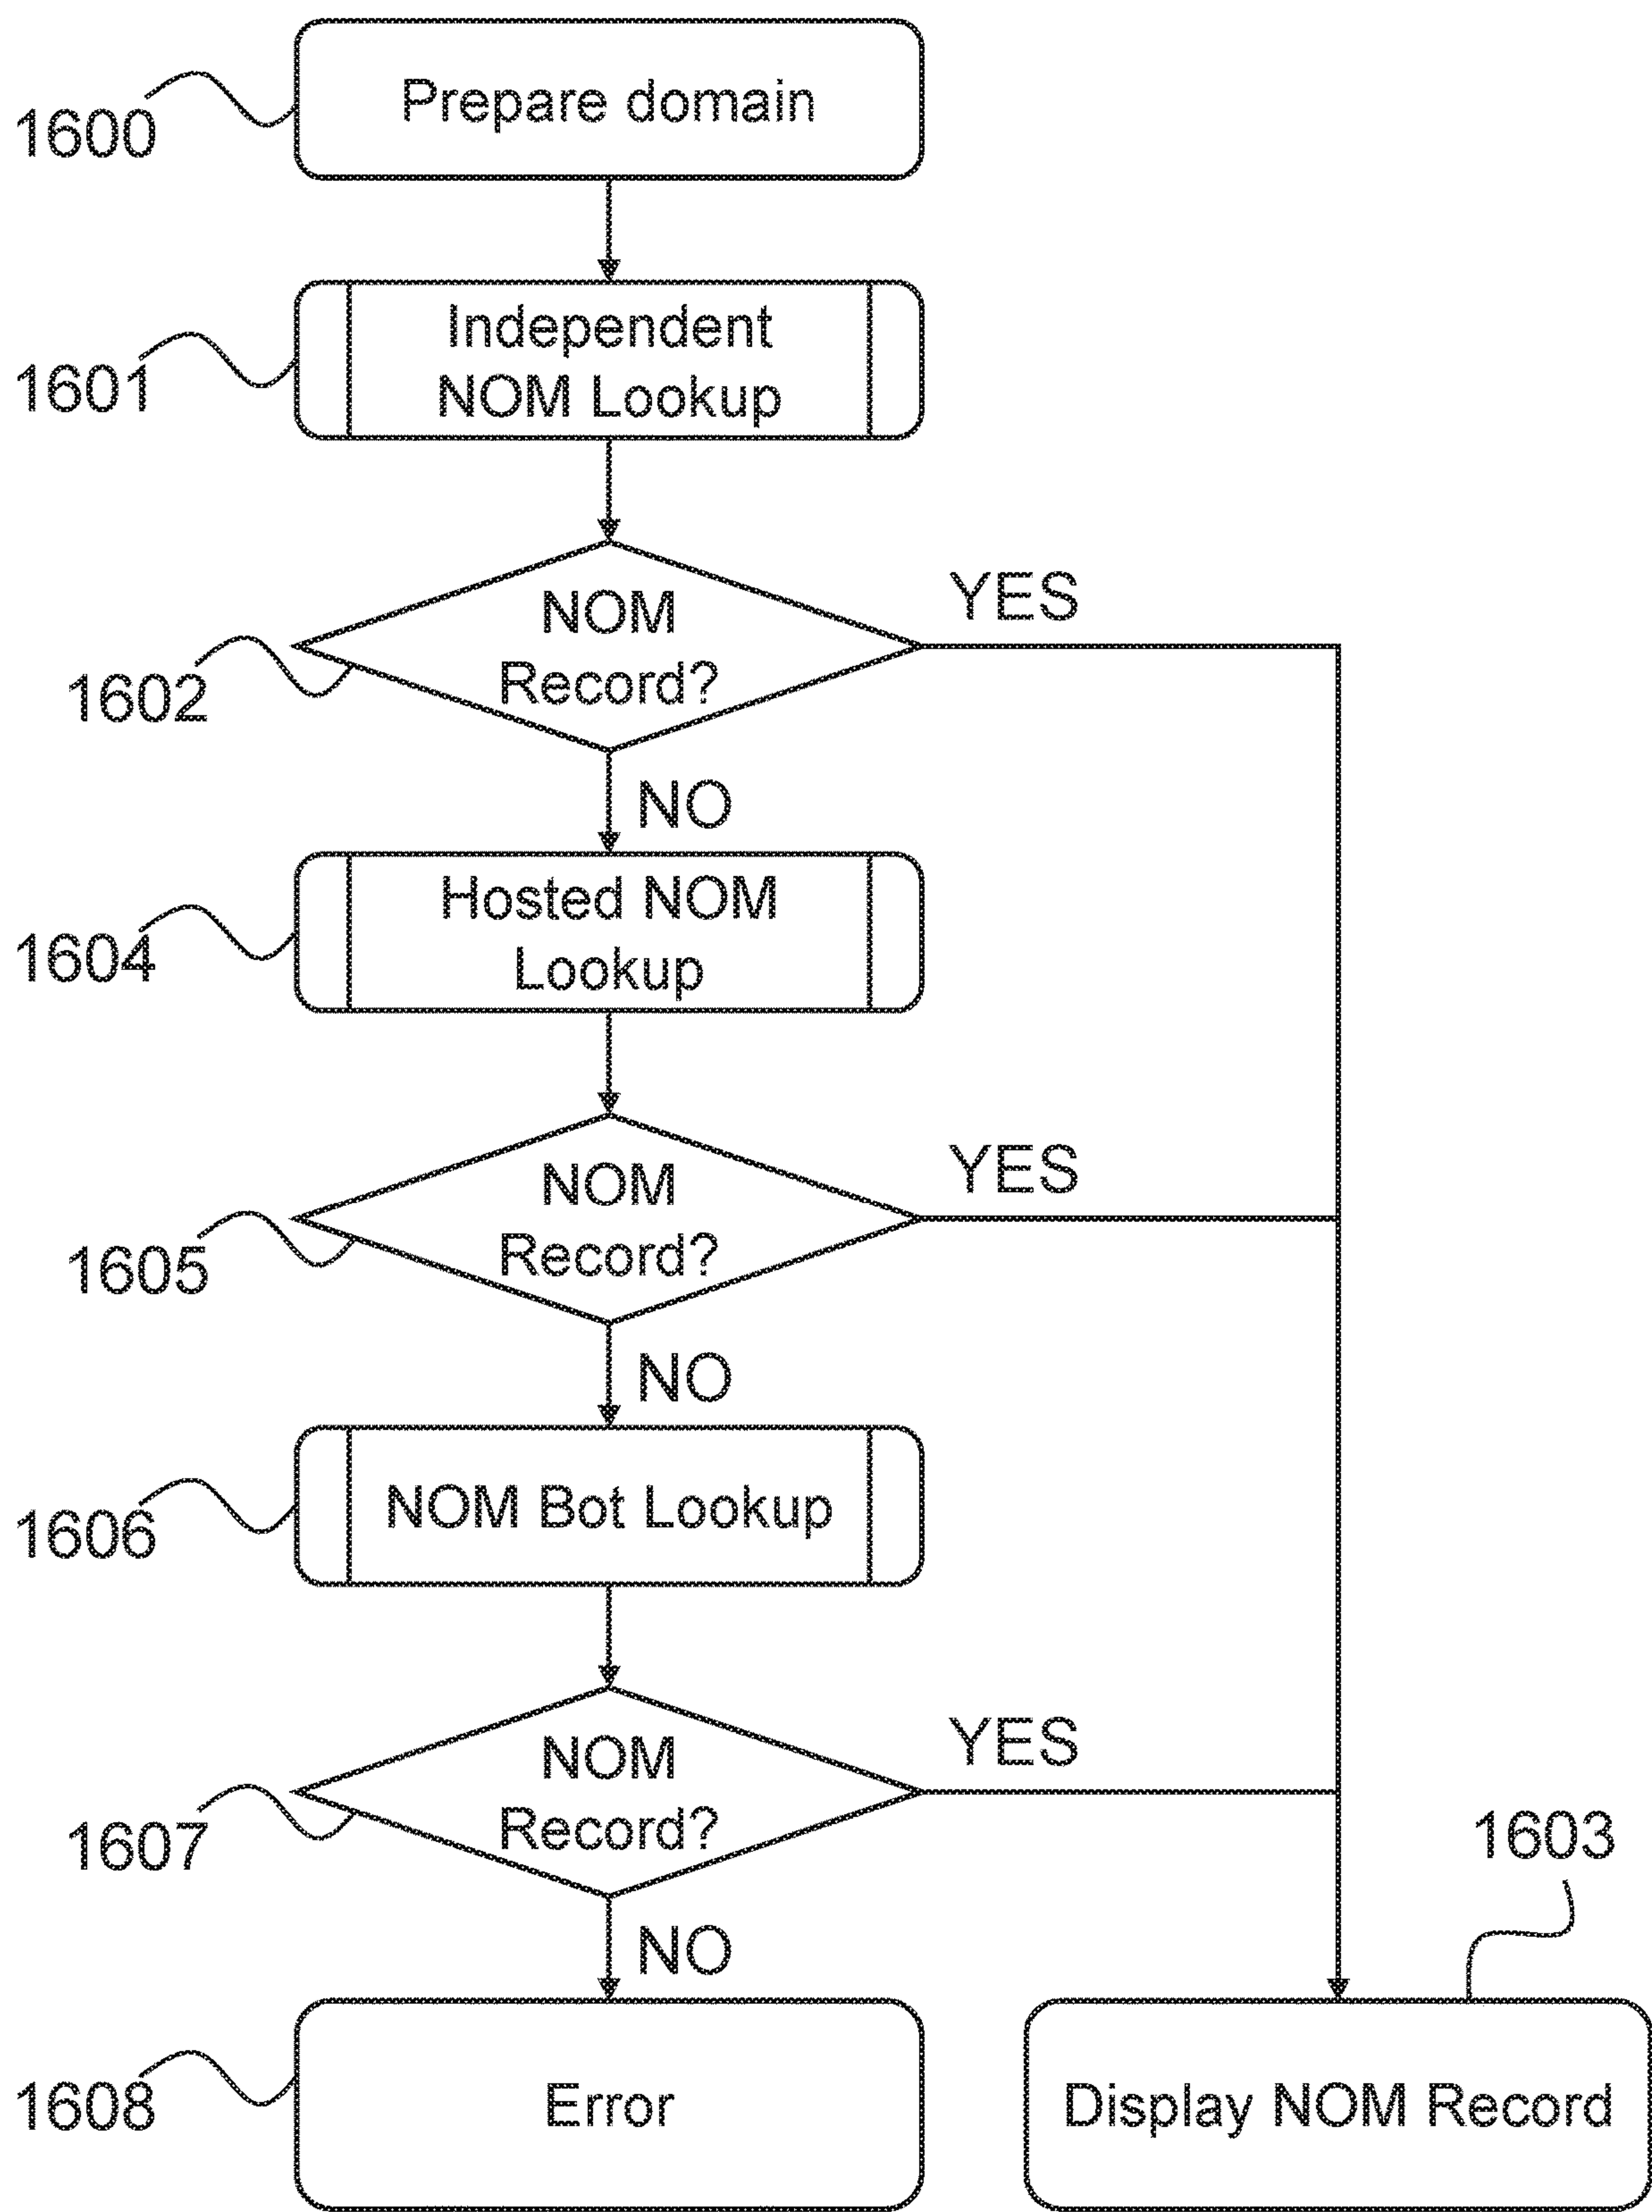 Prepare domain
1600
Independent
NOM Lookup
1601
NOM
Record?
YES
1602
NO
Hosted NOM
Lookup
1604
NOM
Record?
YES
1605
NO
NOM Bot Lookup
1606
NOM
Record?
YES
1607
1603
NO
Error
1608
Display NOM Record